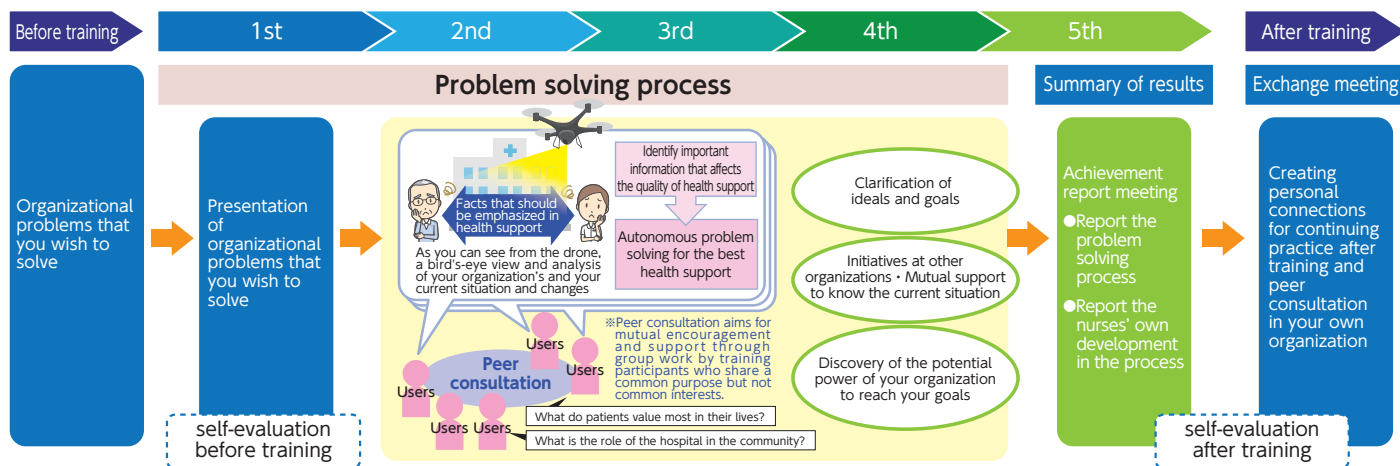 Before training
1st
2nd
3rd
4th
5th
After training
Problem solving process
Summary of results
Exchange meeting
Organizational
problems that
you wish to
solve
Presentation
of
organizational
problems that
you wish to
solve
self-evaluation
before training
Facts that should
be emphasized in
health support
As you can see from the drone,
a bird's-eye view and analysis
of your organization's and your
current situation and changes
Identify important
information that affects
the quality of health support
Autonomous problem
solving for the best
health support
Users
Users
Users
Users
Users
Peer
consultation
※Peer consultation aims for
mutual encouragement
and support through
group work by training
participants who share a
common purpose but not
common interests.
What do patients value most in their lives?
What is the role of the hospital in the community?
Clarification of
ideals and goals
Initiatives at other
organizations・Mutual support
to know the current situation
Discovery of the potential
power of your organization
to reach your goals
Achievement
report meeting
●Report the
problem
solving
process
●Report the
nurses' own
development
in the process
Creating
personal
connections
for continuing
practice after
training and
peer
consultation
in your own
organization
self-evaluation
after training